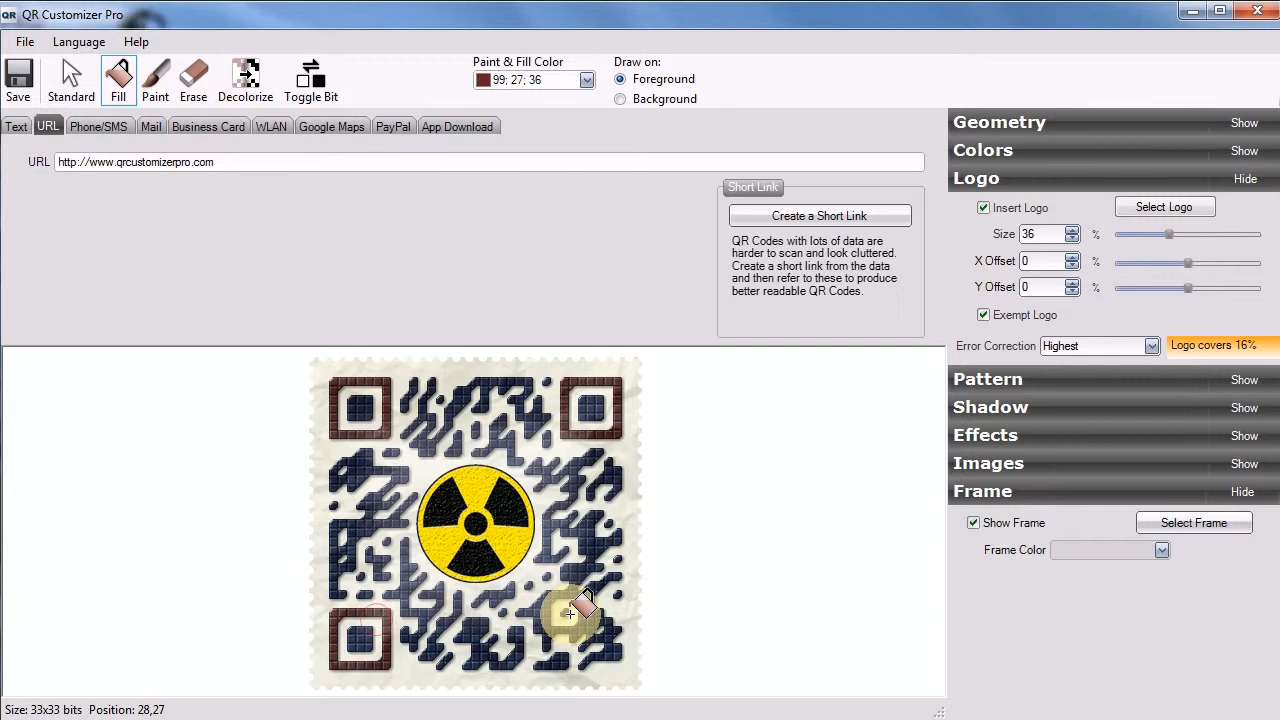 QR QR Customizer Pro
File Language Help
Save Standard Fill Paint Erase Decolorize Toggle Bit
Paint & Fill Color
99; 27; 36
Draw on:
Foreground
Background
Text URL Phone/SMS Mail Business Card WLAN Google Maps PayPal App Download
URL http://www.qrcustomizerpro.com
Short Link
Create a Short Link
QR Codes with lots of data are
harder to scan and look cluttered.
Create a short link from the data
and then refer to these to produce
better readable QR Codes.
Geometry Show
Colors Show
Logo Hide
Insert Logo Select Logo
Size 36 %
X Offset 0 %
Y Offset 0 %
Exempt Logo
Error Correction Highest Logo covers 16%
Pattern Show
Shadow Show
Effects Show
Images Show
Frame Hide
Show Frame Select Frame
Frame Color
Size: 33x33 bits Position: 28,27